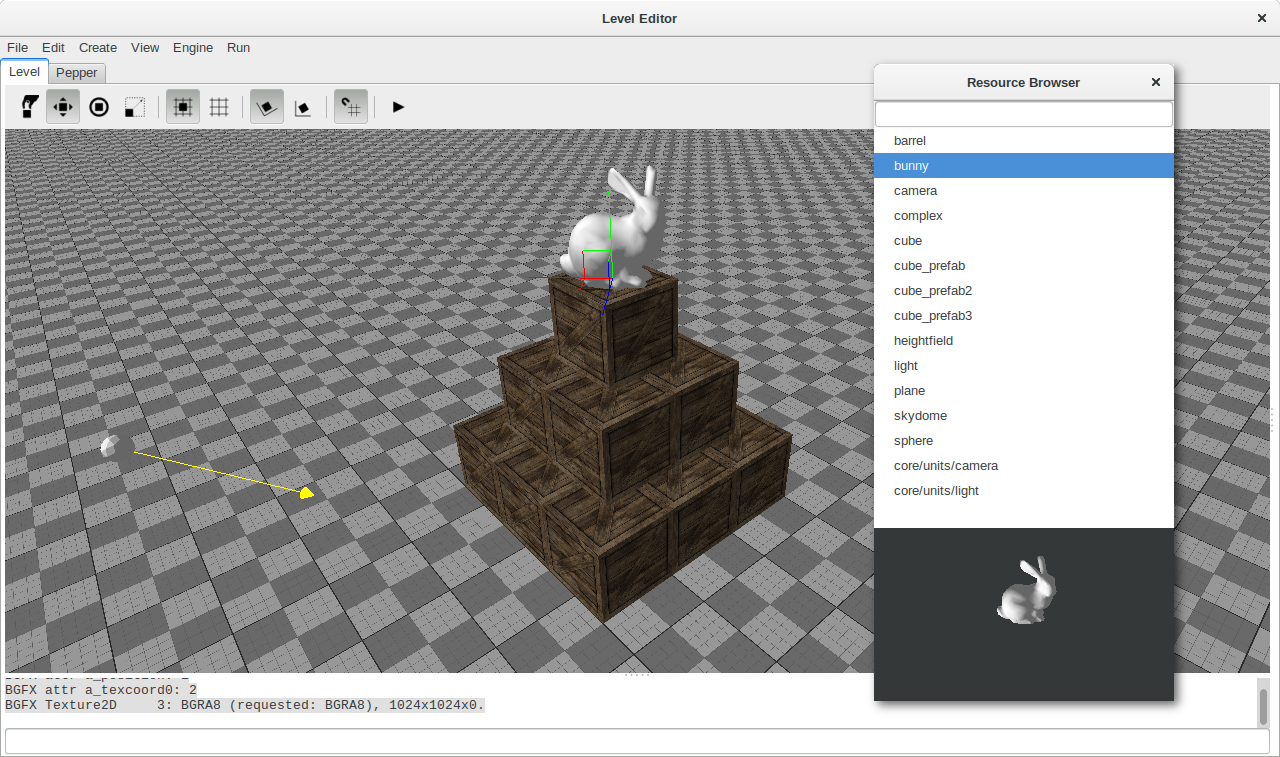 Level Editor
File Edit Create View Engine Run
Level Pepper
Resource Browser
barrel
bunny
camera
complex
cube
cube_prefab
cube_prefab2
cube_prefab3
heightfield
light
plane
skydome
sphere
core/units/camera
core/units/light
BGFX attr a_texcoord0: 2
BGFX Texture2D     3: BGRA8 (requested: BGRA8), 1024x1024x0.